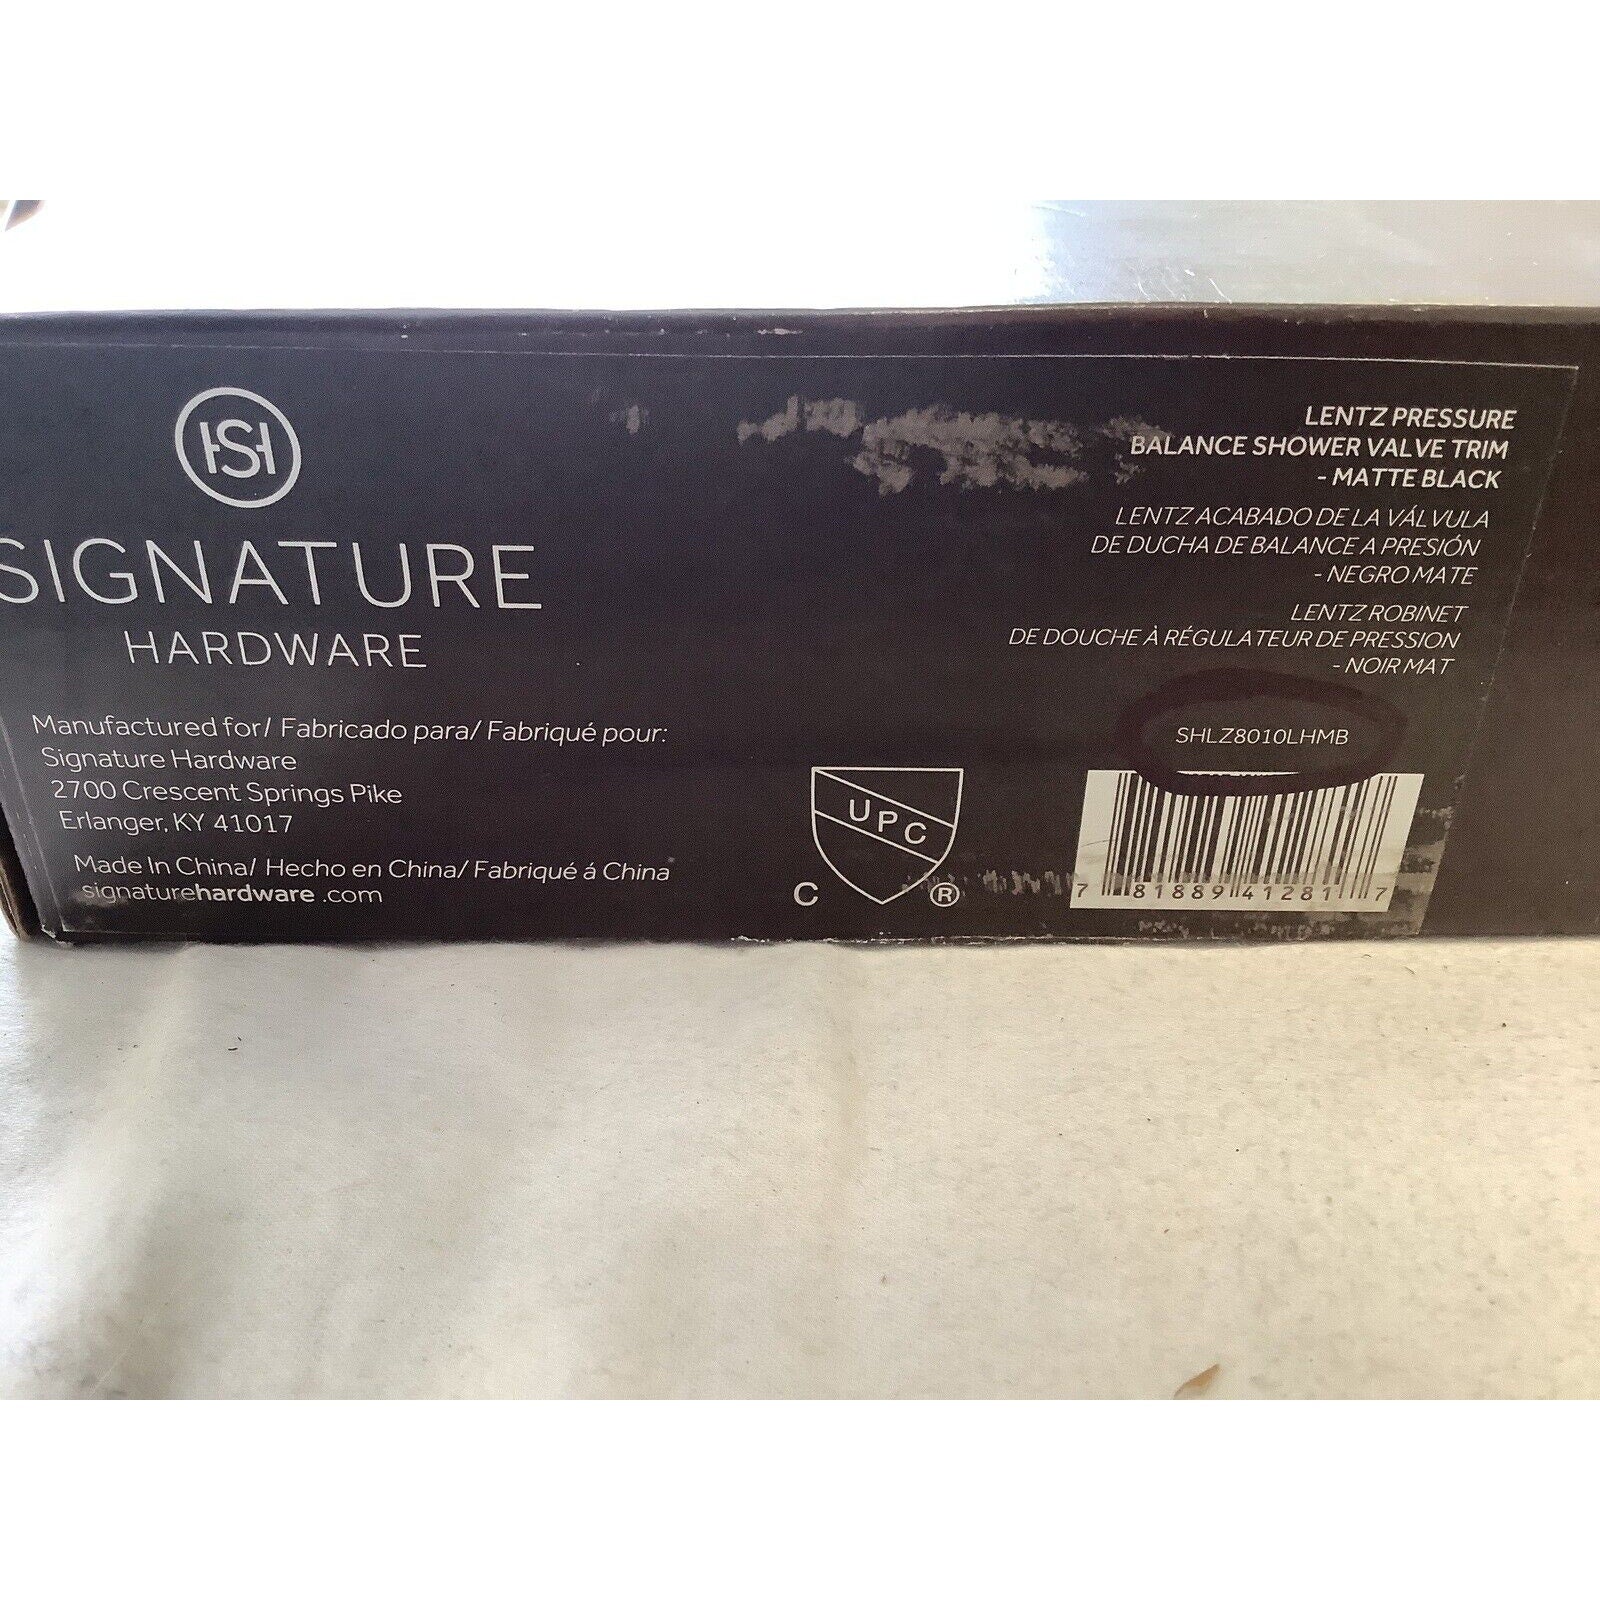 SIGNATURE
HARDWARE
Manufactured for/ Fabricado para/ Fabriqué pour:
Signature Hardware
2700 Crescent Springs Pike
Erlanger, KY 41017
Made In China/ Hecho en China/ Fabriqué á China
signaturehardware .com
UPC
C ®
LENTZ PRESSURE
BALANCE SHOWER VALVE TRIM
- MATTE BLACK
LENTZ ACABADO DE LA VÁLVULA
DE DUCHA DE BALANCE A PRESIÓN
- NEGRO MATE
LENTZ ROBINET
DE DOUCHE À RÉGULATEUR DE PRESSION
- NOIR MAT
SHLZ8010LHMB
7 81889 41281 7